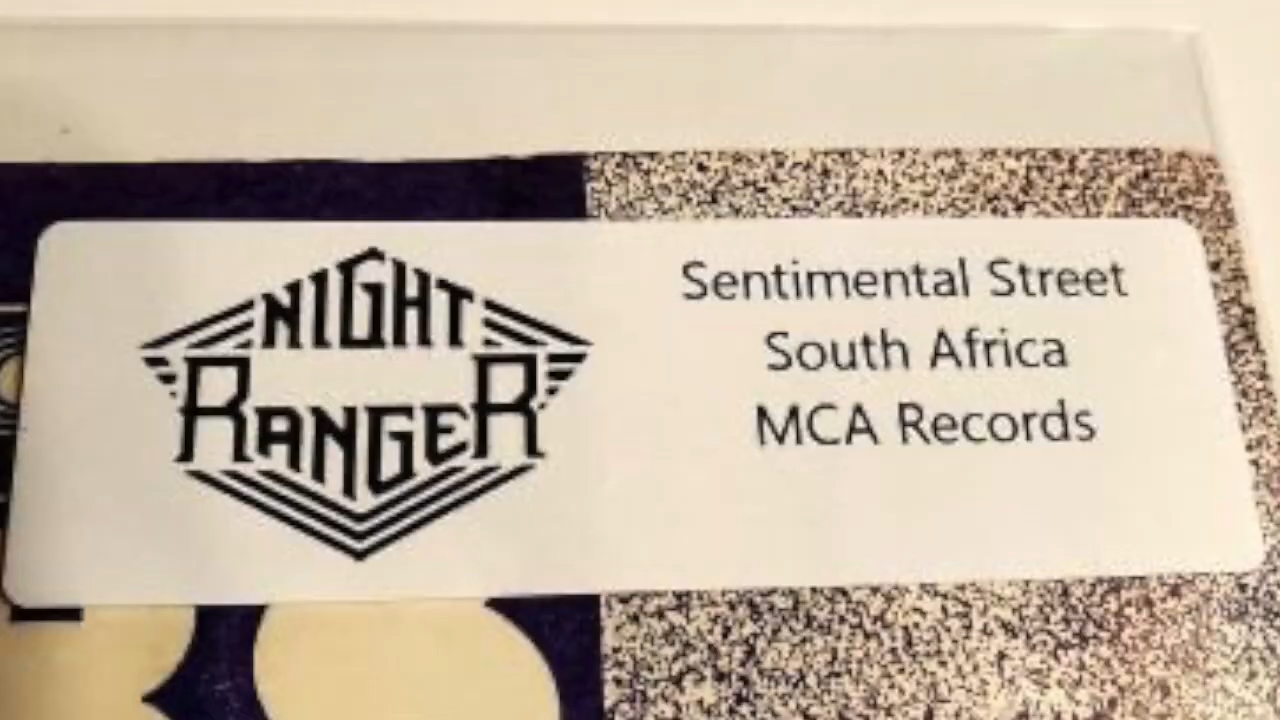 NIGHT
RANGER
Sentimental Street
South Africa
MCA Records